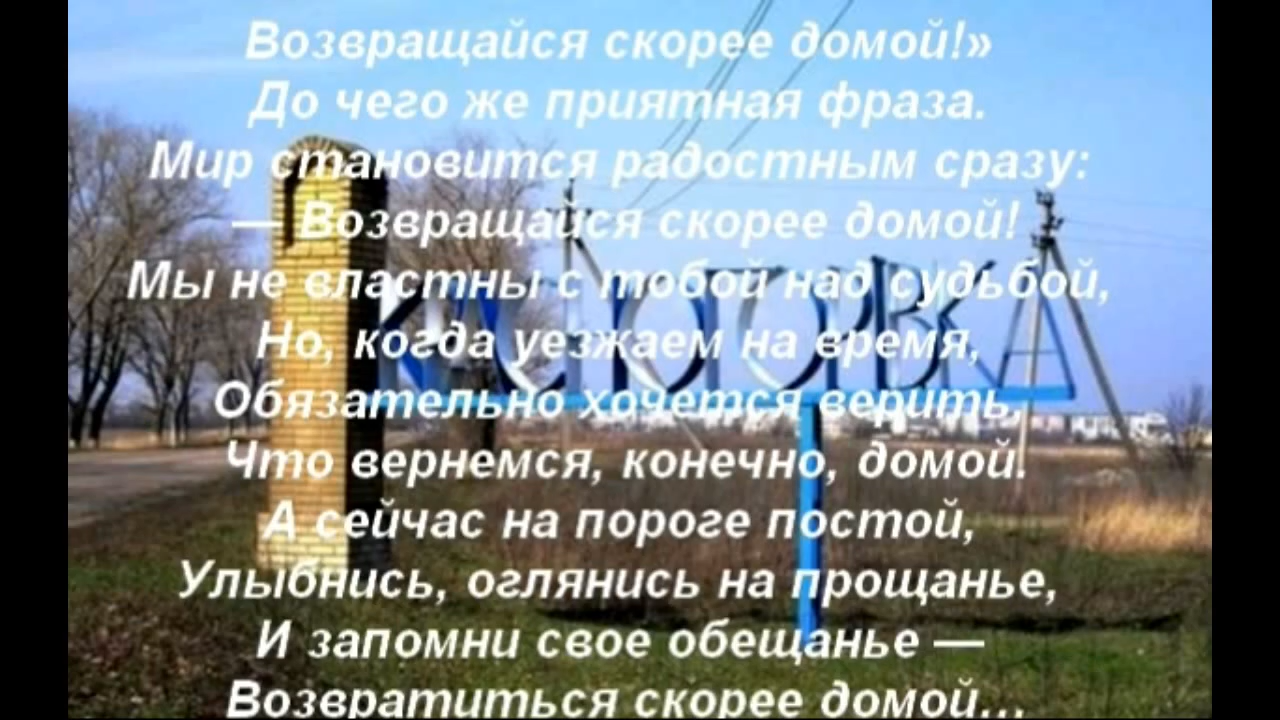 Возвращайся скорее домой!»
До чего же приятная фраза.
Мир становится радостным сразу:
— Возвращайся скорее домой!
Мы не властны с тобой над судьбой,
Но, когда уезжаем на время,
Обязательно хочется верить,
Что вернемся, конечно, домой.
А сейчас на пороге постой,
Улыбнись, оглянись на прощанье,
И запомни свое обещанье —
Возвратиться скорее домой...